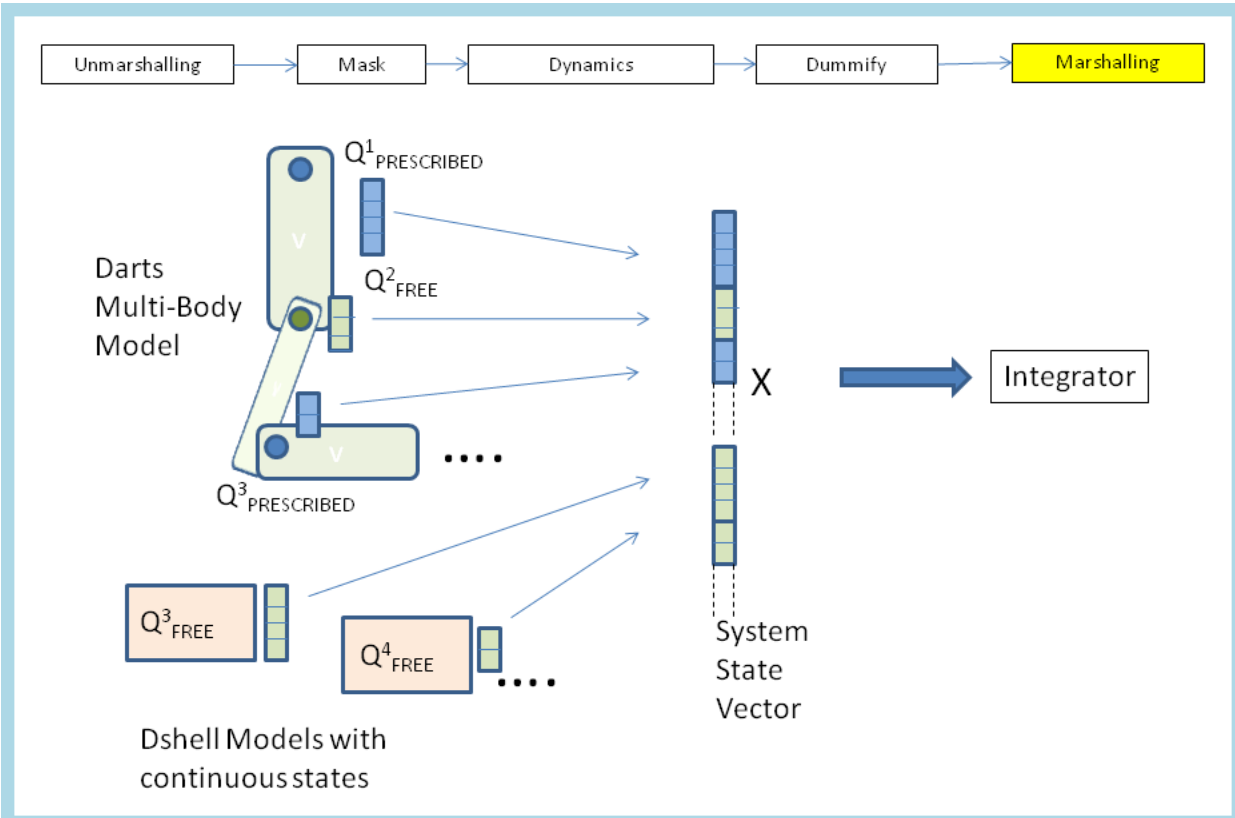 Unmarshalling
Mask
Dynamics
Dummify
Marshalling
Q¹PRESCRIBED
V
Darts
Multi-Body
Model
Q²FREE
X
Integrator
V
....
Q³PRESCRIBED
Q³FREE
Q⁴FREE
....
System
State
Vector
Dshell Models with
continuous states